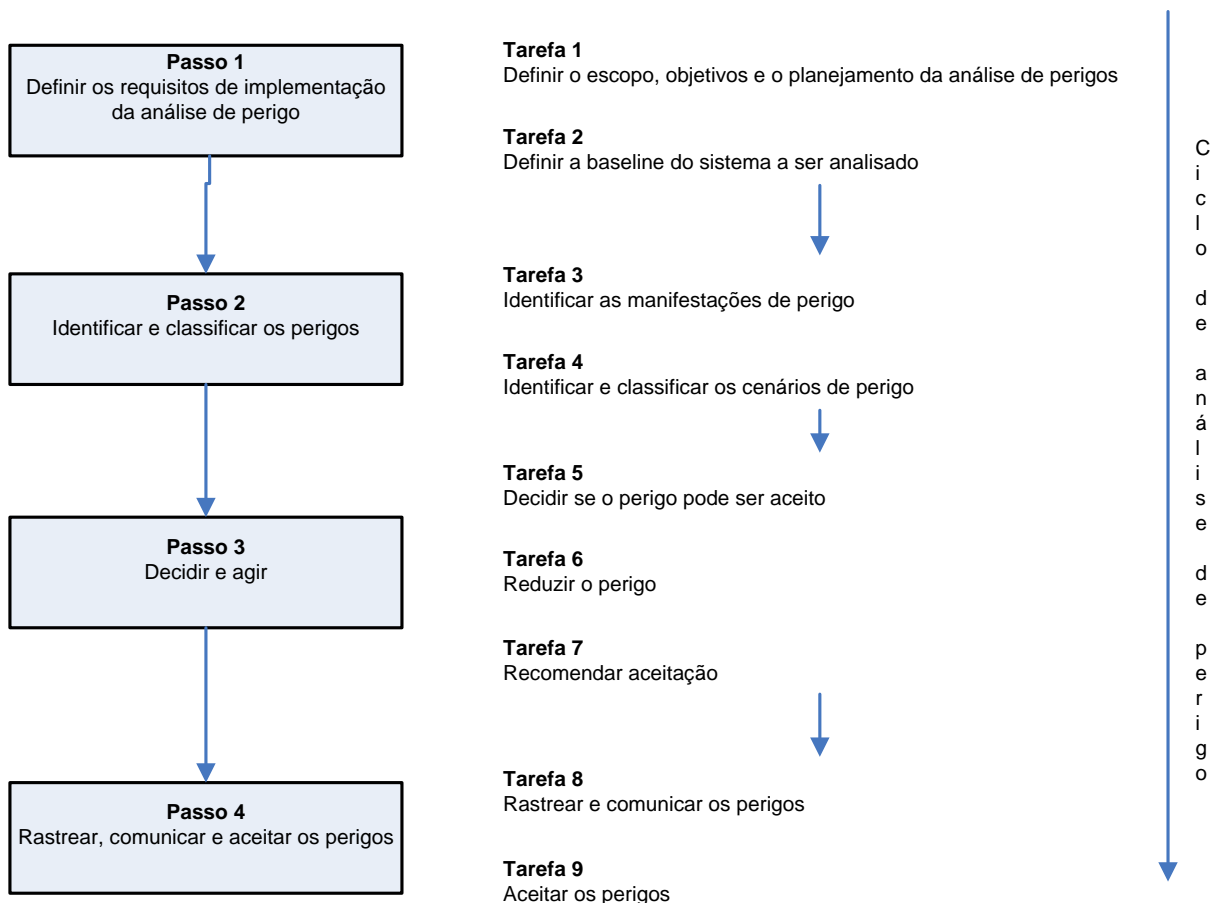 Passo 1
Definir os requisitos de implementação
da análise de perigo
Tarefa 1
Definir o escopo, objetivos e o planejamento da análise de perigos
Tarefa 2
Definir a baseline do sistema a ser analisado
Passo 2
Identificar e classificar os perigos
Tarefa 3
Identificar as manifestações de perigo
Tarefa 4
Identificar e classificar os cenários de perigo
Passo 3
Decidir e agir
Tarefa 5
Decidir se o perigo pode ser aceito
Tarefa 6
Reduzir o perigo
Tarefa 7
Recomendar aceitação
Passo 4
Rastrear, comunicar e aceitar os perigos
Tarefa 8
Rastrear e comunicar os perigos
Tarefa 9
Aceitar os perigos
Ciclo de análise de perigo